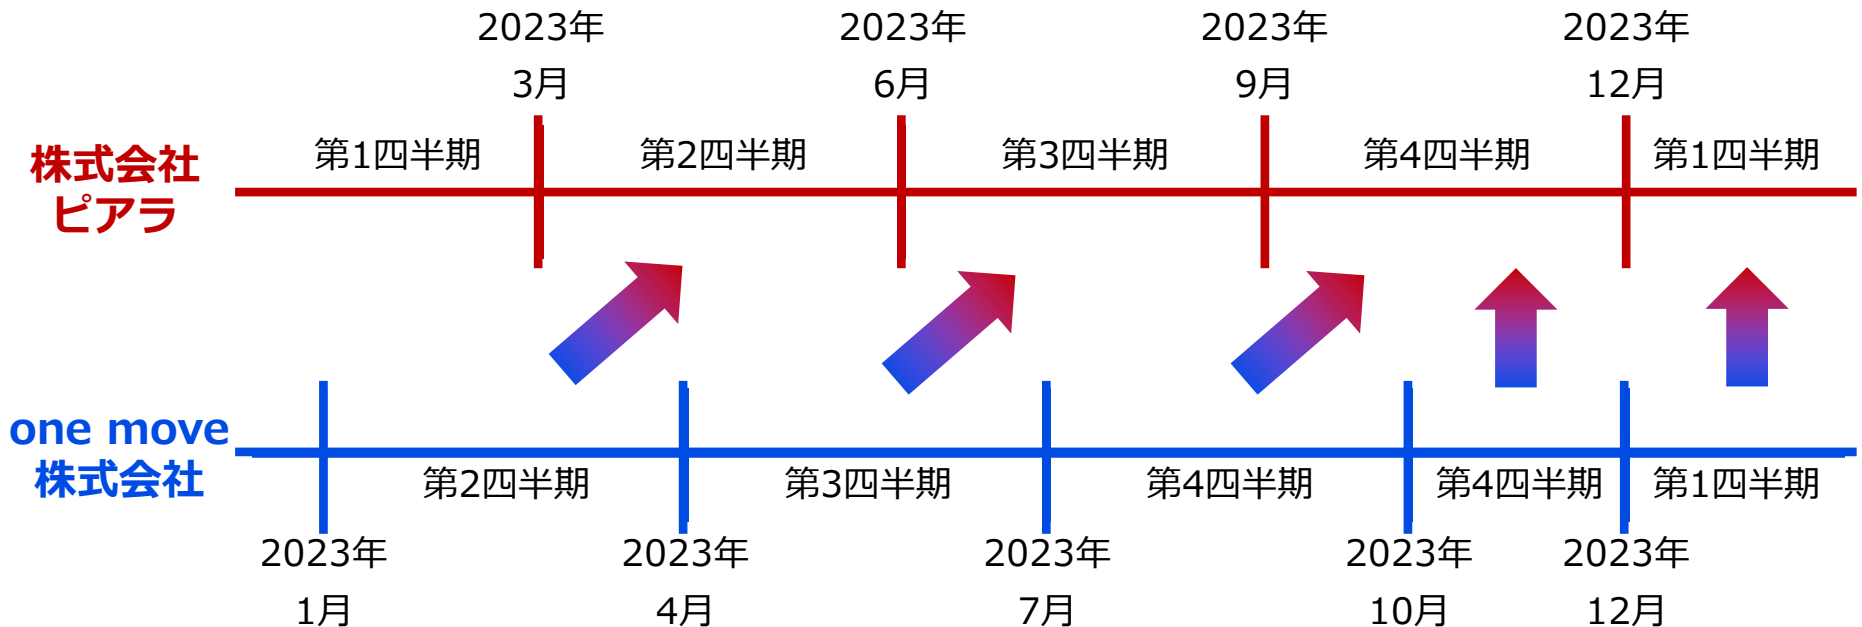 2023年
3月
2023年
6月
2023年
9月
2023年
12月
株式会社
ピアラ
第1四半期
第2四半期
第3四半期
第4四半期
第1四半期
one move
株式会社
第2四半期
第3四半期
第4四半期
第4四半期
第1四半期
2023年
1月
2023年
4月
2023年
7月
2023年
10月
2023年
12月